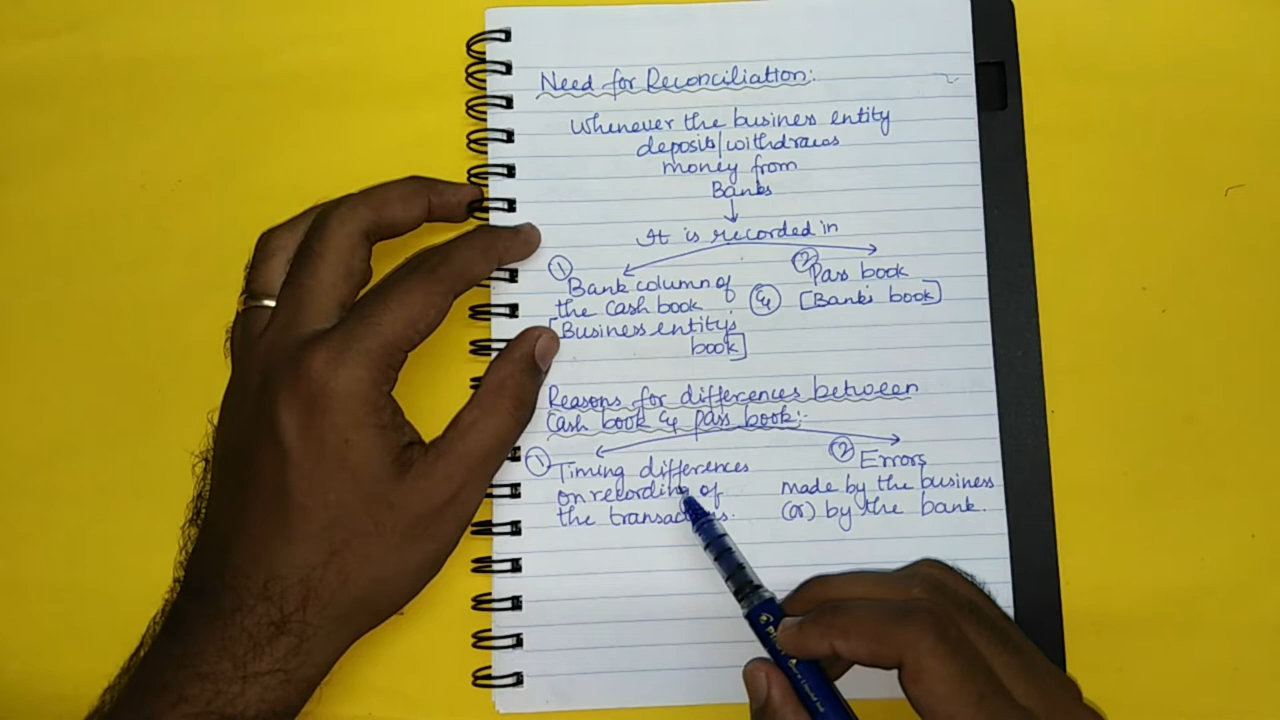 Need for Reconciliation:
Whenever the business entity
deposits/withdraws
money from
Banks
It is recorded in
① Bank column of
the cash book
[Business entity's
book]
&
② Pass book
[Bank's book]
Reasons for differences between
Cash book & pass book:-
① Timing differences
on recording of
the transactions.
② Errors
made by the business
(or) by the bank.